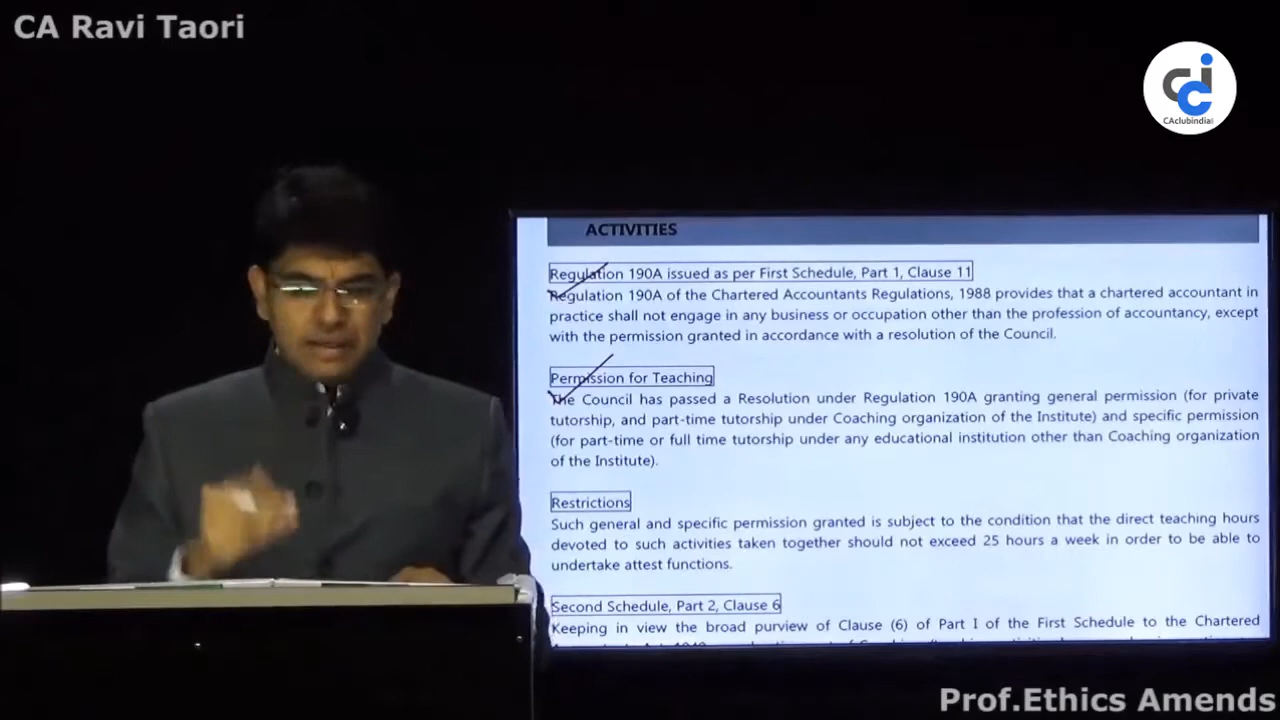 CA Ravi Taori
CAclubindia
ACTIVITIES
Regulation 190A issued as per First Schedule, Part 1, Clause 11
Regulation 190A of the Chartered Accountants Regulations, 1988 provides that a chartered accountant in
practice shall not engage in any business or occupation other than the profession of accountancy, except
with the permission granted in accordance with a resolution of the Council.
Permission for Teaching
The Council has passed a Resolution under Regulation 190A granting general permission (for private
tutorship, and part-time tutorship under Coaching organization of the Institute) and specific permission
(for part-time or full time tutorship under any educational institution other than Coaching organization
of the Institute).
Restrictions
Such general and specific permission granted is subject to the condition that the direct teaching hours
devoted to such activities taken together should not exceed 25 hours a week in order to be able to
undertake attest functions.
Second Schedule, Part 2, Clause 6
Keeping in view the broad purview of Clause (6) of Part I of the First Schedule to the Chartered
Prof.Ethics Amends